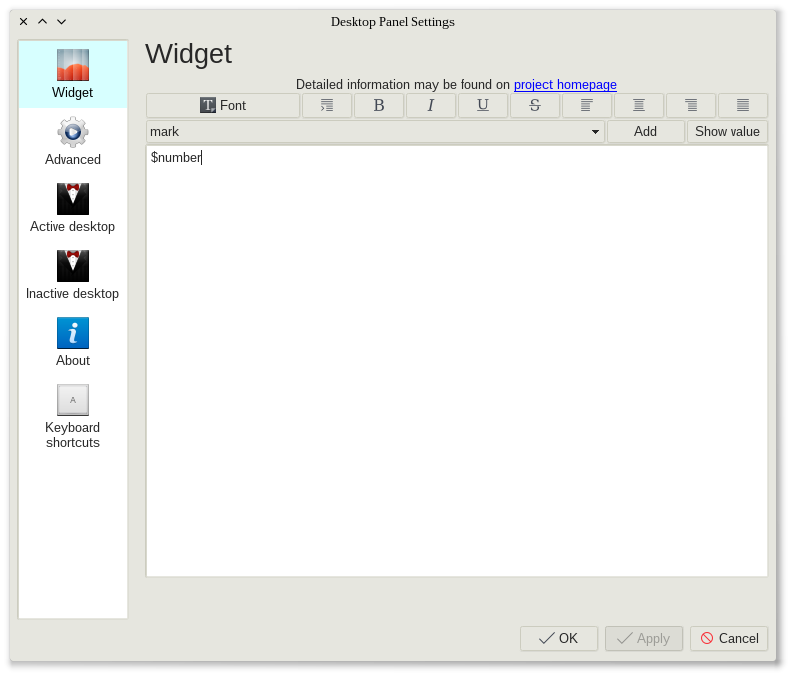 Desktop Panel Settings
Widget
Advanced
Active desktop
Inactive desktop
i
About
A
Keyboard
shortcuts
Widget
Detailed information may be found on project homepage
T Font B I U S
mark Add Show value
$number
OK Apply Cancel